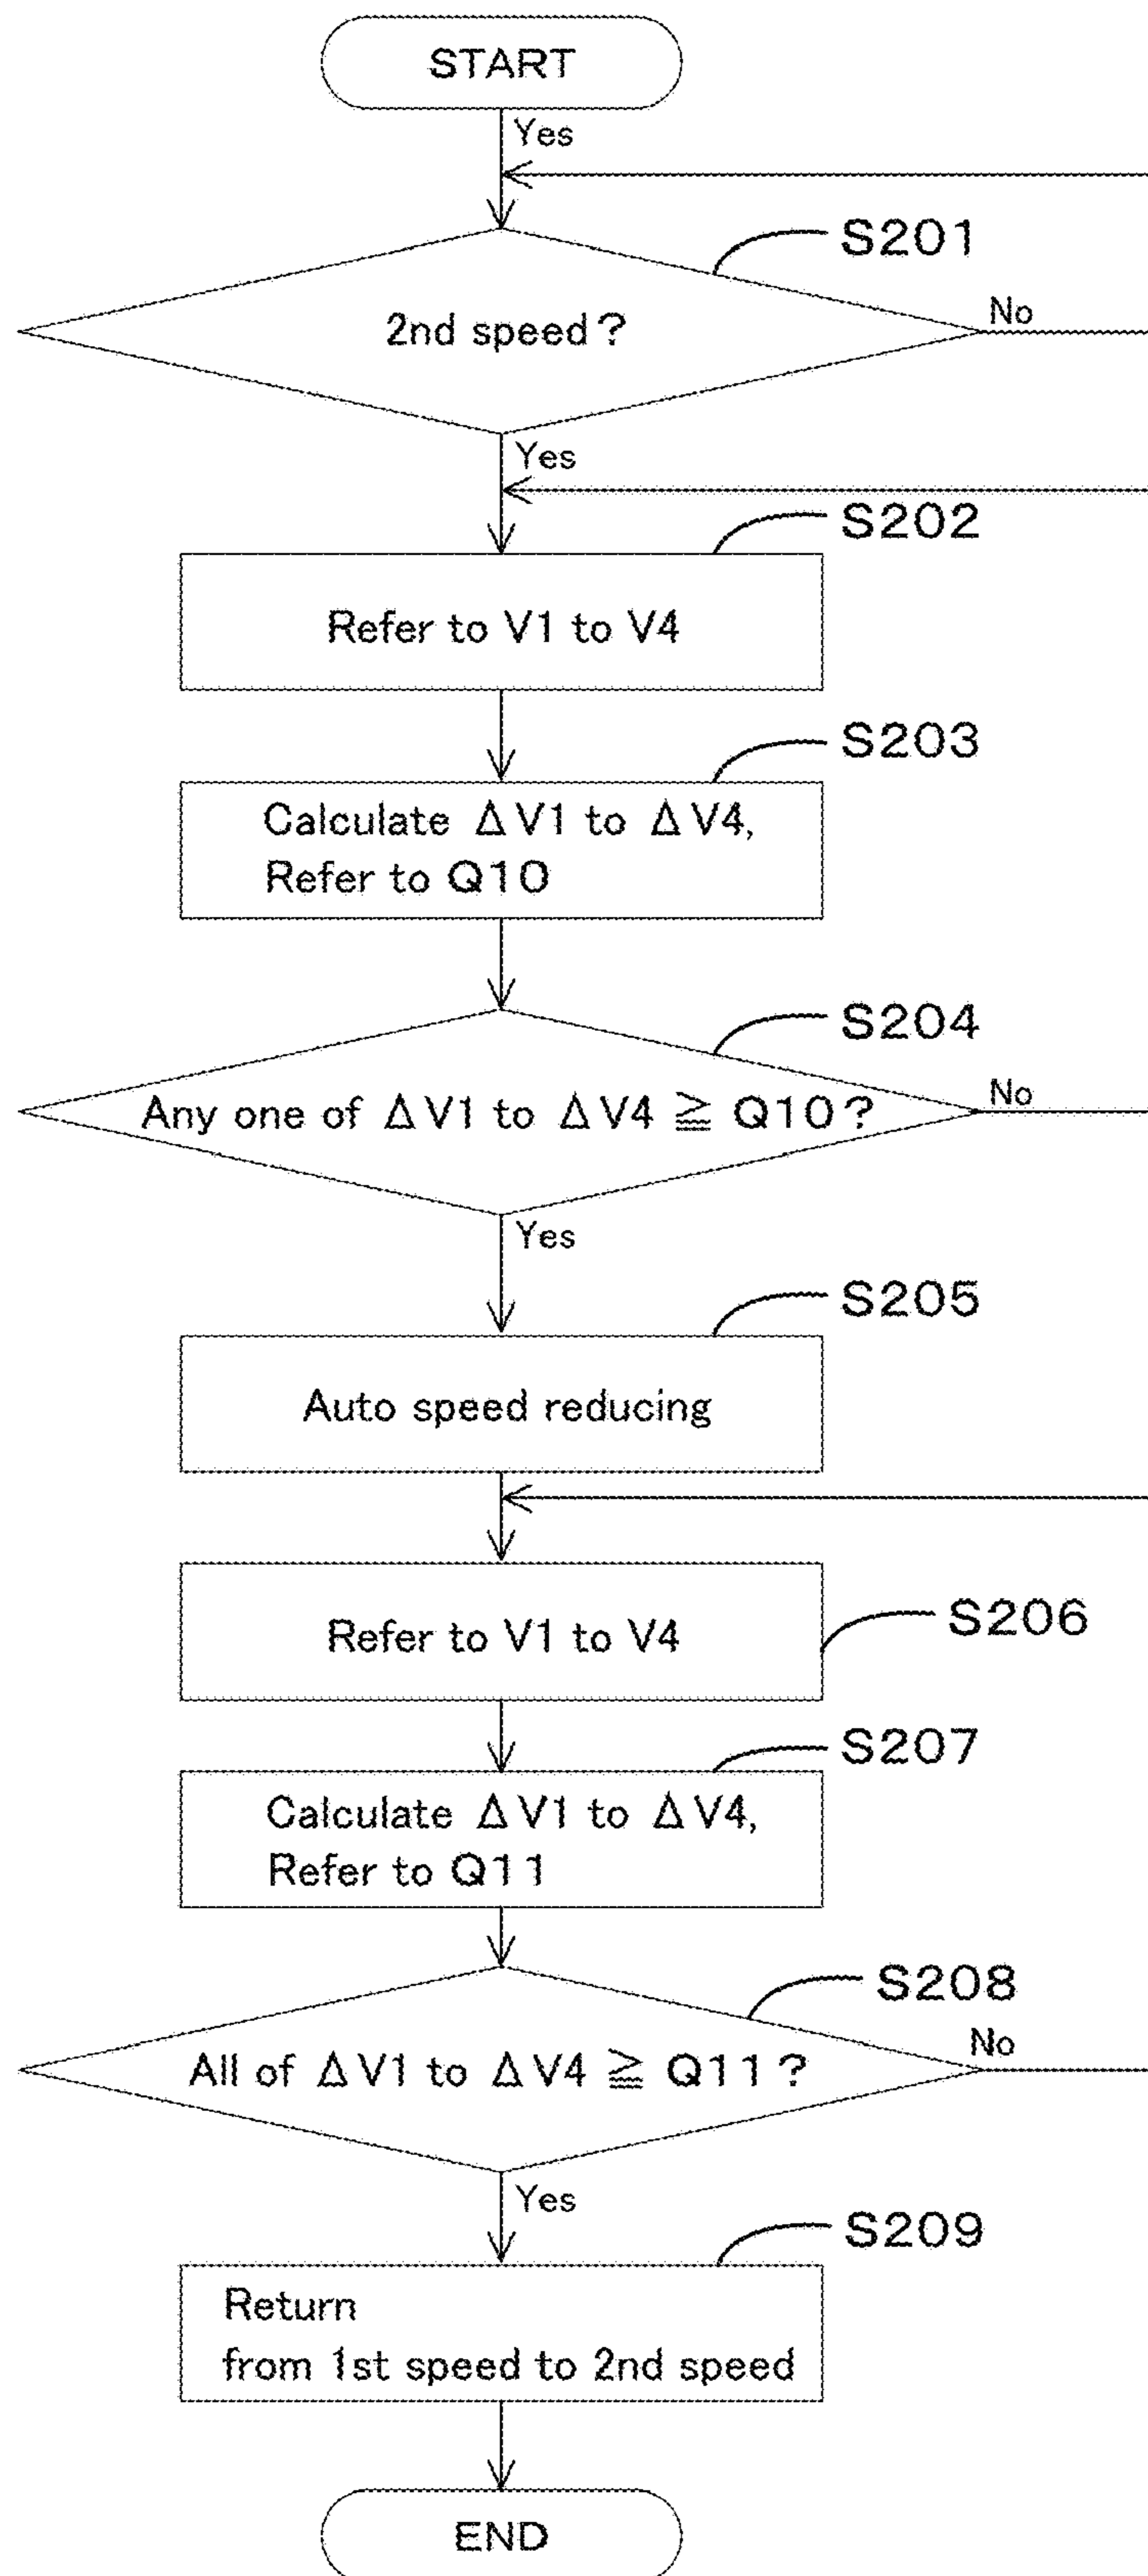 START
Yes
S201
2nd speed?
No
Yes
S202
Refer to V1 to V4
S203
Calculate ΔV1 to ΔV4,
Refer to Q10
S204
Any one of ΔV1 to ΔV4 ≧ Q10?
No
Yes
S205
Auto speed reducing
S206
Refer to V1 to V4
S207
Calculate ΔV1 to ΔV4,
Refer to Q11
S208
All of ΔV1 to ΔV4 ≧ Q11?
No
Yes
S209
Return
from 1st speed to 2nd speed
END